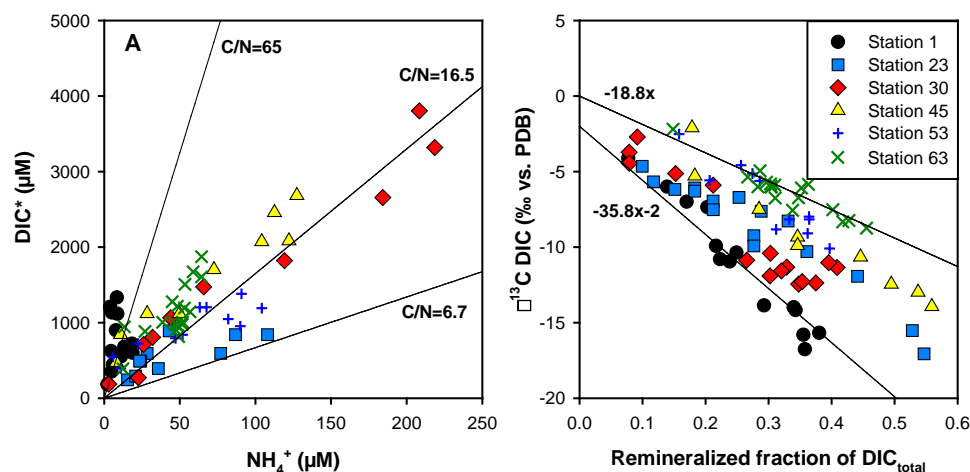 A
C/N=65
C/N=16.5
C/N=6.7
5000
4000
3000
2000
1000
0
DIC* (µM)
0 50 100 150 200 250
NH₄⁺ (µM)
Station 1
Station 23
Station 30
Station 45
Station 53
Station 63
-18.8x
-35.8x-2
5
0
-5
-10
-15
-20
□¹³C DIC (‰ vs. PDB)
0.0 0.1 0.2 0.3 0.4 0.5 0.6
Remineralized fraction of DICtotal